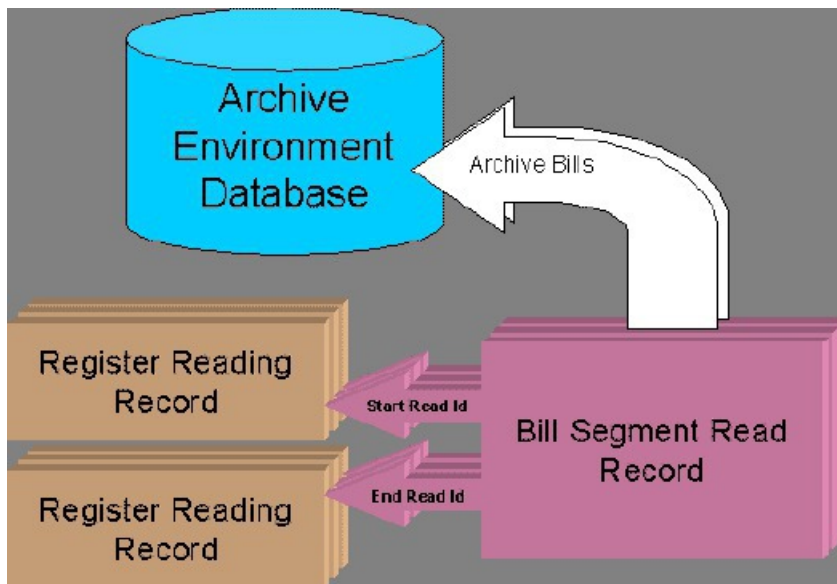 Archive
Environment
Database
Archive Bills
Register Reading
Record
Start Read Id
Bill Segment Read
Record
End Read Id
Register Reading
Record